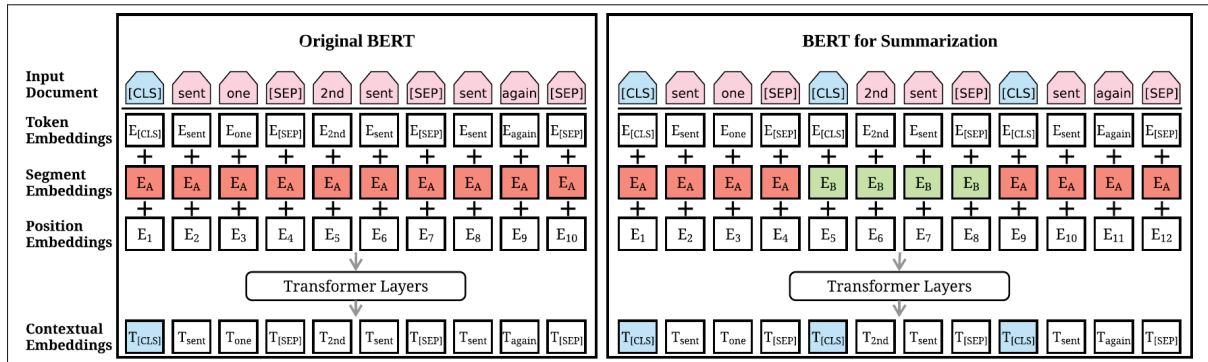 Original BERT BERT for Summarization
Input Document [CLS] sent one [SEP] 2nd sent [SEP] sent again [SEP] [CLS] sent one [SEP] [CLS] 2nd sent [SEP] [CLS] sent again [SEP]
Token Embeddings E[CLS] Esent Eone E[SEP] E2nd Esent E[SEP] Esent Eagain E[SEP] E[CLS] Esent Eone E[SEP] E[CLS] E2nd Esent E[SEP] E[CLS] Esent Eagain E[SEP]
+ + + + + + + + + + + + + + + + + + + + + +
Segment Embeddings EA EA EA EA EA EA EA EA EA EA EA EA EA EA EB EB EB EB EA EA EA EA
+ + + + + + + + + + + + + + + + + + + + + +
Position Embeddings E1 E2 E3 E4 E5 E6 E7 E8 E9 E10 E1 E2 E3 E4 E5 E6 E7 E8 E9 E10 E11 E12
Transformer Layers Transformer Layers
Contextual Embeddings T[CLS] Tsent Tone T[SEP] T2nd Tsent T[SEP] Tsent Tagain T[SEP] T[CLS] Tsent Tone T[SEP] T[CLS] T2nd Tsent T[SEP] T[CLS] Tsent Tagain T[SEP]